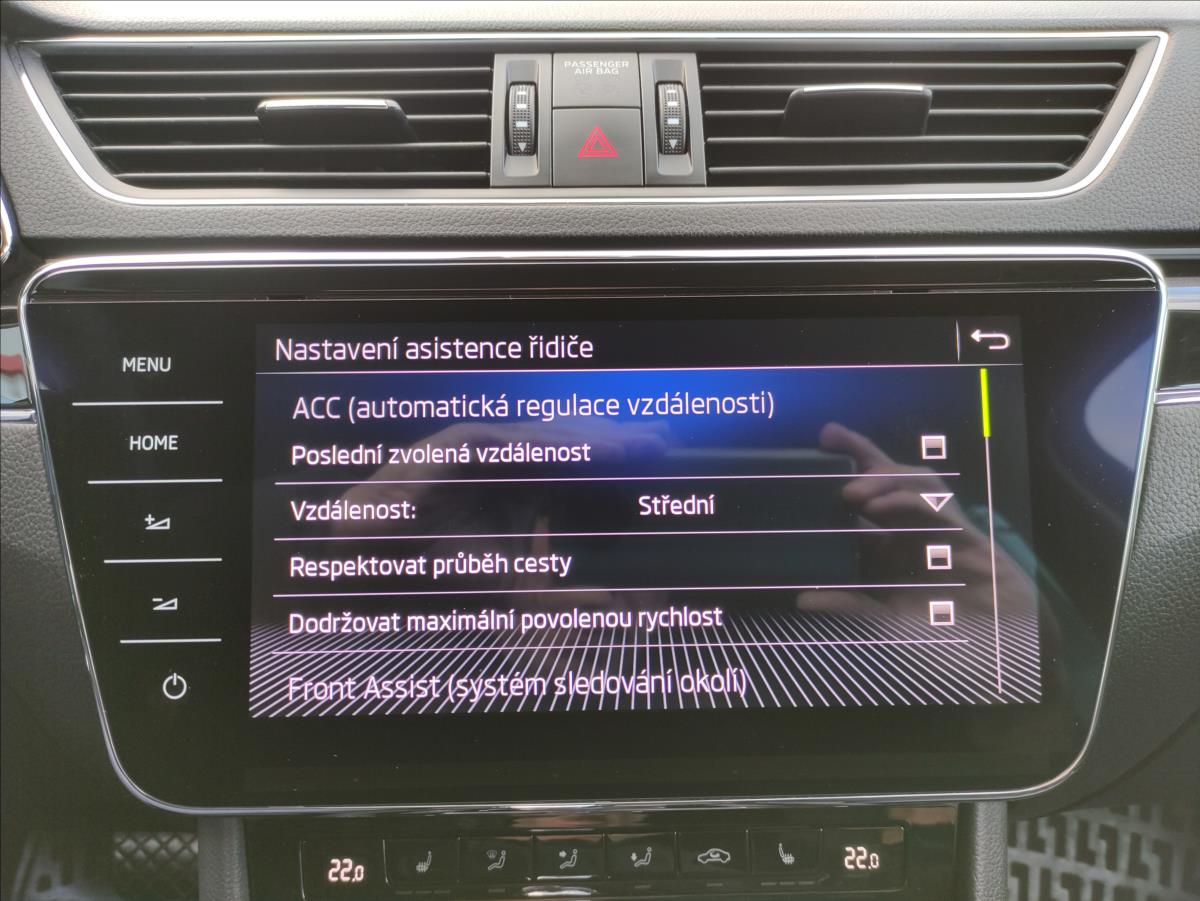 PASSENGER
AIR BAG
MENU
HOME
Nastavení asistence řidiče
ACC (automatická regulace vzdálenosti)
Poslední zvolená vzdálenost
Vzdálenost: Střední
Respektovat průběh cesty
Dodržovat maximální povolenou rychlost
Front Assist (systém sledování okolí)
22.0
22.0